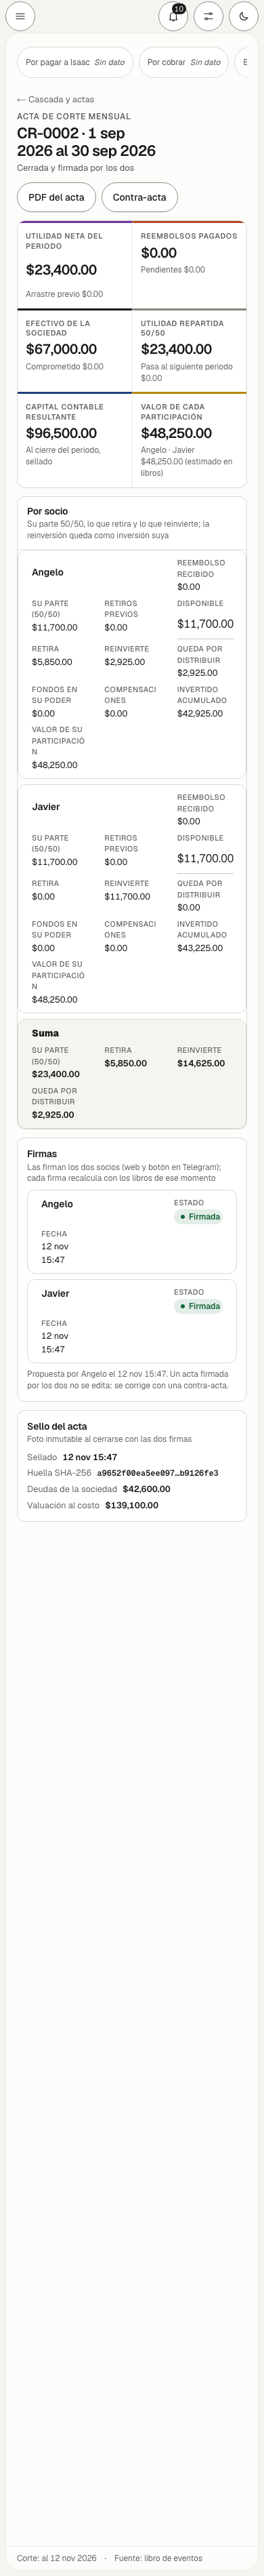 10
Por pagar a Isaac Sin dato
Por cobrar Sin dato
← Cascada y actas
ACTA DE CORTE MENSUAL
CR-0002 · 1 sep
2026 al 30 sep 2026
Cerrada y firmada por los dos
PDF del acta
Contra-acta
UTILIDAD NETA DEL
PERIODO
$23,400.00
Arrastre previo $0.00
REEMBOLSOS PAGADOS
$0.00
Pendientes $0.00
EFECTIVO DE LA
SOCIEDAD
$67,000.00
Comprometido $0.00
UTILIDAD REPARTIDA
50/50
$23,400.00
Pasa al siguiente periodo
$0.00
CAPITAL CONTABLE
RESULTANTE
$96,500.00
Al cierre del periodo,
sellado
VALOR DE CADA
PARTICIPACIÓN
$48,250.00
Angelo · Javier
$48,250.00 (estimado en
libros)
Por socio
Su parte 50/50, lo que retira y lo que reinvierte; la
reinversión queda como inversión suya
Angelo
REEMBOLSO
RECIBIDO
$0.00
SU PARTE
(50/50)
$11,700.00
RETIROS
PREVIOS
$0.00
DISPONIBLE
$11,700.00
RETIRA
$5,850.00
REINVIERTE
$2,925.00
QUEDA POR
DISTRIBUIR
$2,925.00
FONDOS EN
SU PODER
$0.00
COMPENSACI
ONES
$0.00
INVERTIDO
ACUMULADO
$42,925.00
VALOR DE SU
PARTICIPACIÓ
N
$48,250.00
Javier
REEMBOLSO
RECIBIDO
$0.00
SU PARTE
(50/50)
$11,700.00
RETIROS
PREVIOS
$0.00
DISPONIBLE
$11,700.00
RETIRA
$0.00
REINVIERTE
$11,700.00
QUEDA POR
DISTRIBUIR
$0.00
FONDOS EN
SU PODER
$0.00
COMPENSACI
ONES
$0.00
INVERTIDO
ACUMULADO
$43,225.00
VALOR DE SU
PARTICIPACIÓ
N
$48,250.00
Suma
SU PARTE
(50/50)
$23,400.00
RETIRA
$5,850.00
REINVIERTE
$14,625.00
QUEDA POR
DISTRIBUIR
$2,925.00
Firmas
Las firman los dos socios (web y botón en Telegram);
cada firma recalcula con los libros de ese momento
Angelo
ESTADO
Firmada
FECHA
12 nov
15:47
Javier
ESTADO
Firmada
FECHA
12 nov
15:47
Propuesta por Angelo el 12 nov 15:47. Un acta firmada
por los dos no se edita: se corrige con una contra-acta.
Sello del acta
Foto inmutable al cerrarse con las dos firmas
Sellado 12 nov 15:47
Huella SHA-256 a9652f00ea5ee097…b9126fe3
Deudas de la sociedad $42,600.00
Valuación al costo $139,100.00
Corte: al 12 nov 2026 · Fuente: libro de eventos